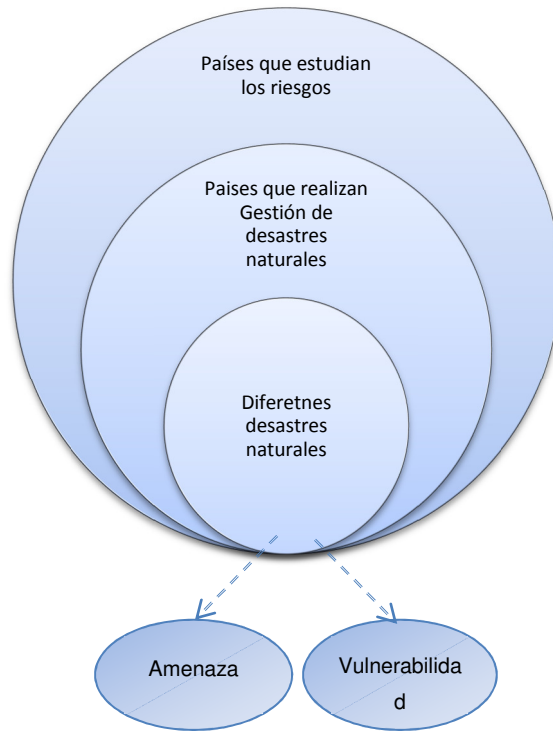 Países que estudian
los riesgos
Paises que realizan
Gestión de
desastres
naturales
Diferetnes
desastres
naturales
Amenaza
Vulnerabilida
d